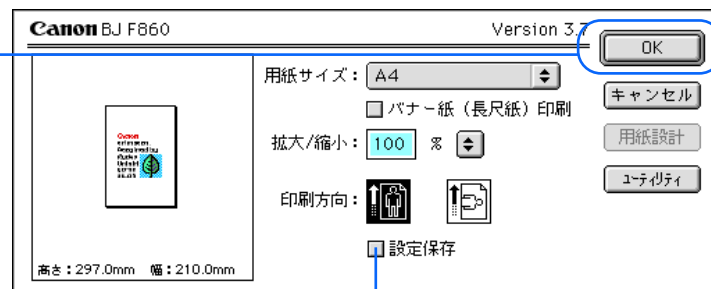 Canon BJ F860
Version 3.7
OK
用紙サイズ： A4
キャンセル
バナー紙（長尺紙）印刷
拡大/縮小： 100 %
用紙設計
ユーティリティ
印刷方向：
設定保存
Canon
高さ：297.0mm 幅：210.0mm